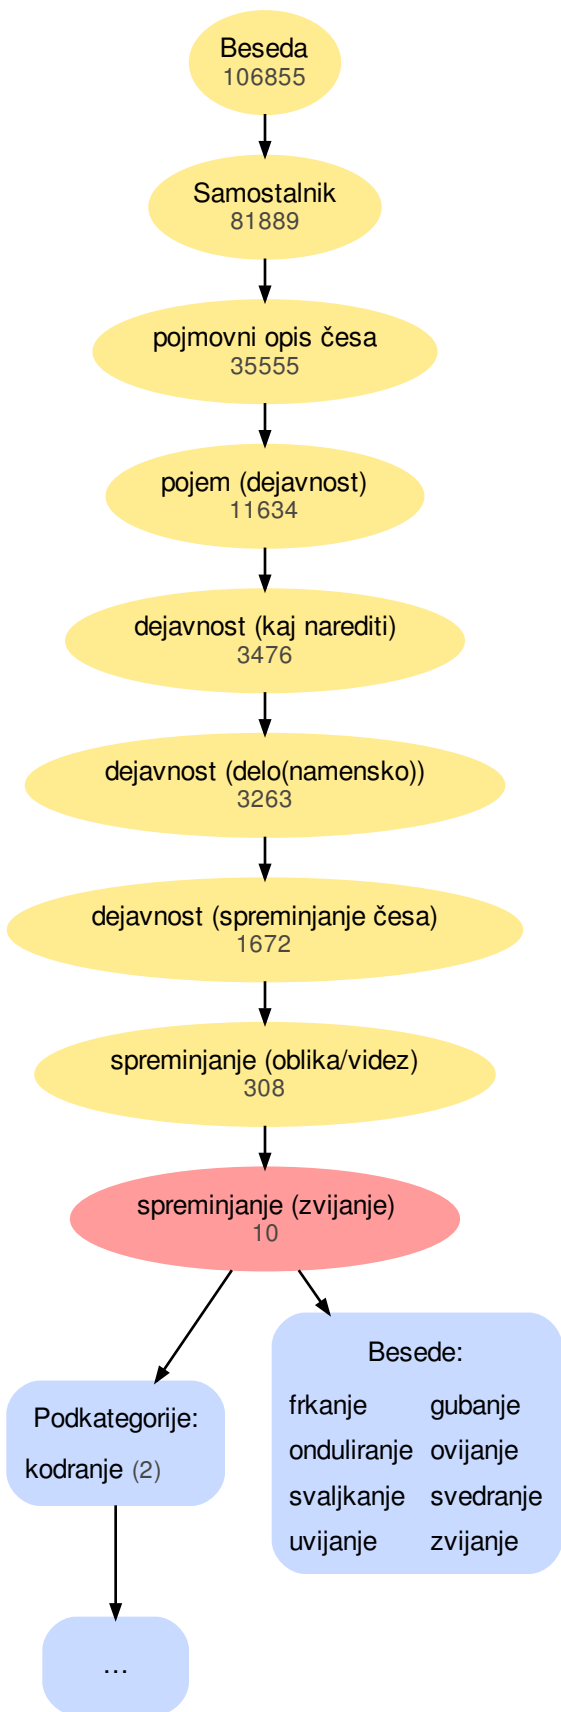 Beseda
106855
Samostalnik
81889
pojmovni opis česa
35555
pojem (dejavnost)
11634
dejavnost (kaj narediti)
3476
dejavnost (delo(namensko))
3263
dejavnost (spreminjanje česa)
1672
spreminjanje (oblika/videz)
308
spreminjanje (zvijanje)
10
Podkategorije:
kodranje (2)
...
Besede:
frkanje gubanje
onduliranje ovijanje
svaljkanje svedranje
uvijanje zvijanje